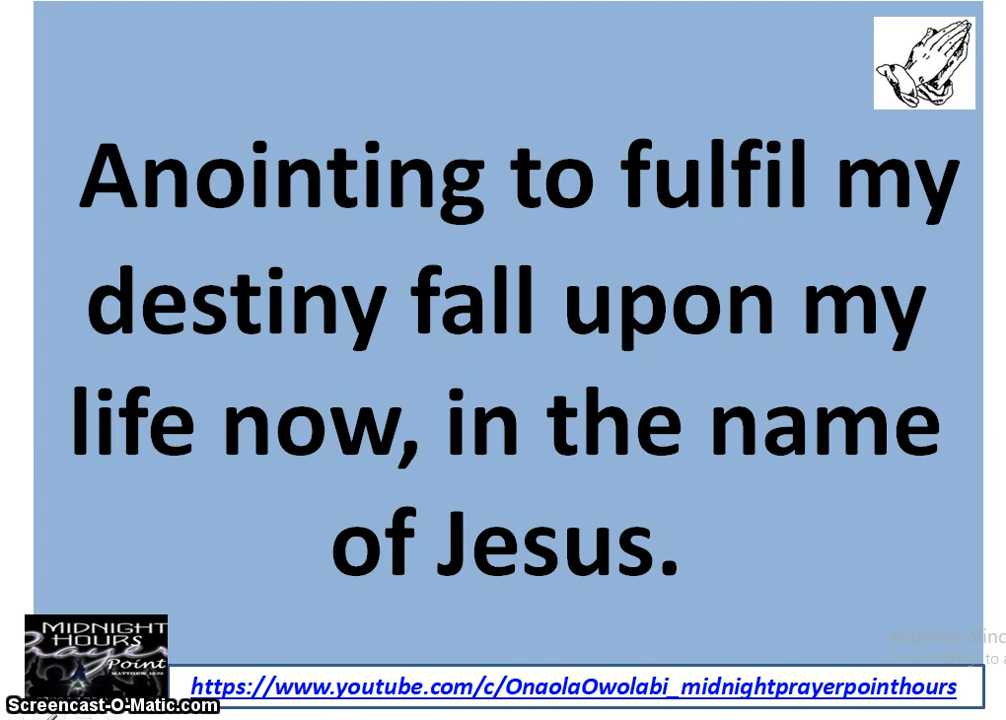 Anointing to fulfil my
destiny fall upon my
life now, in the name
of Jesus.
MIDNIGHT
HOURS
Prayer
Point
https://www.youtube.com/c/OnaolaOwolabi_midnightprayerpointhours
Screencast-O-Matic.com